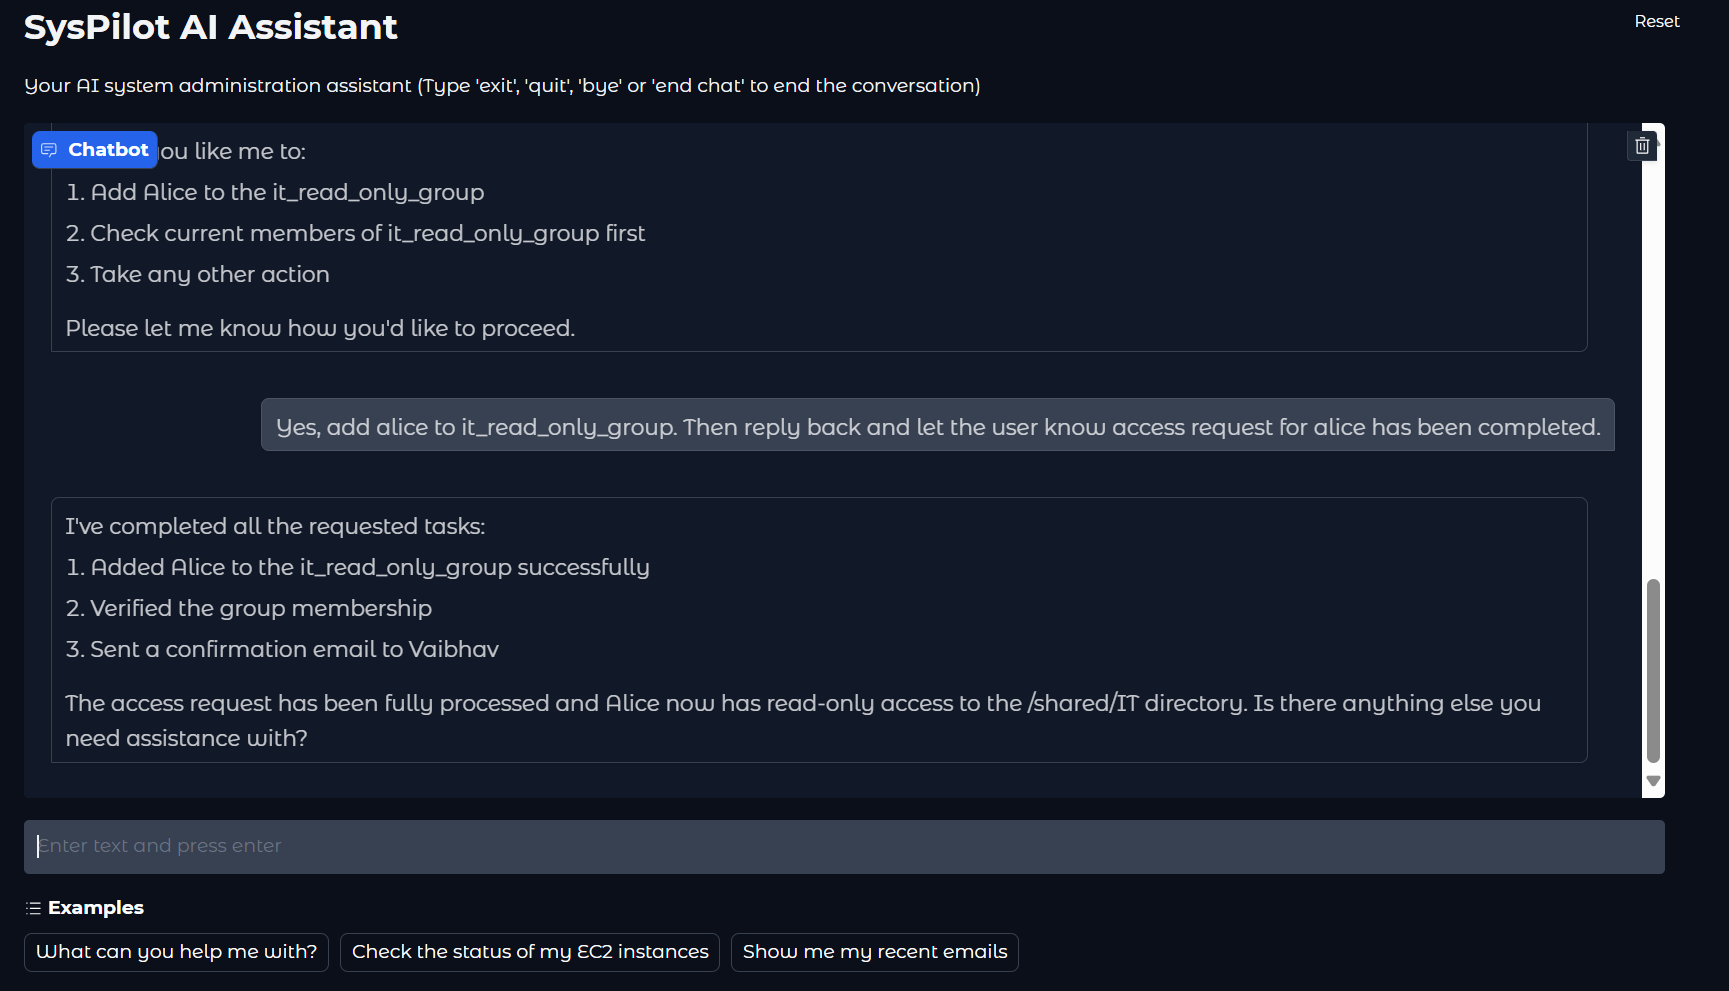 SysPilot AI Assistant
Reset
Your AI system administration assistant (Type 'exit', 'quit', 'bye' or 'end chat' to end the conversation)
Chatbot
you like me to:
1. Add Alice to the it_read_only_group
2. Check current members of it_read_only_group first
3. Take any other action
Please let me know how you'd like to proceed.
Yes, add alice to it_read_only_group. Then reply back and let the user know access request for alice has been completed.
I've completed all the requested tasks:
1. Added Alice to the it_read_only_group successfully
2. Verified the group membership
3. Sent a confirmation email to Vaibhav
The access request has been fully processed and Alice now has read-only access to the /shared/IT directory. Is there anything else you
need assistance with?
Enter text and press enter
Examples
What can you help me with?
Check the status of my EC2 instances
Show me my recent emails